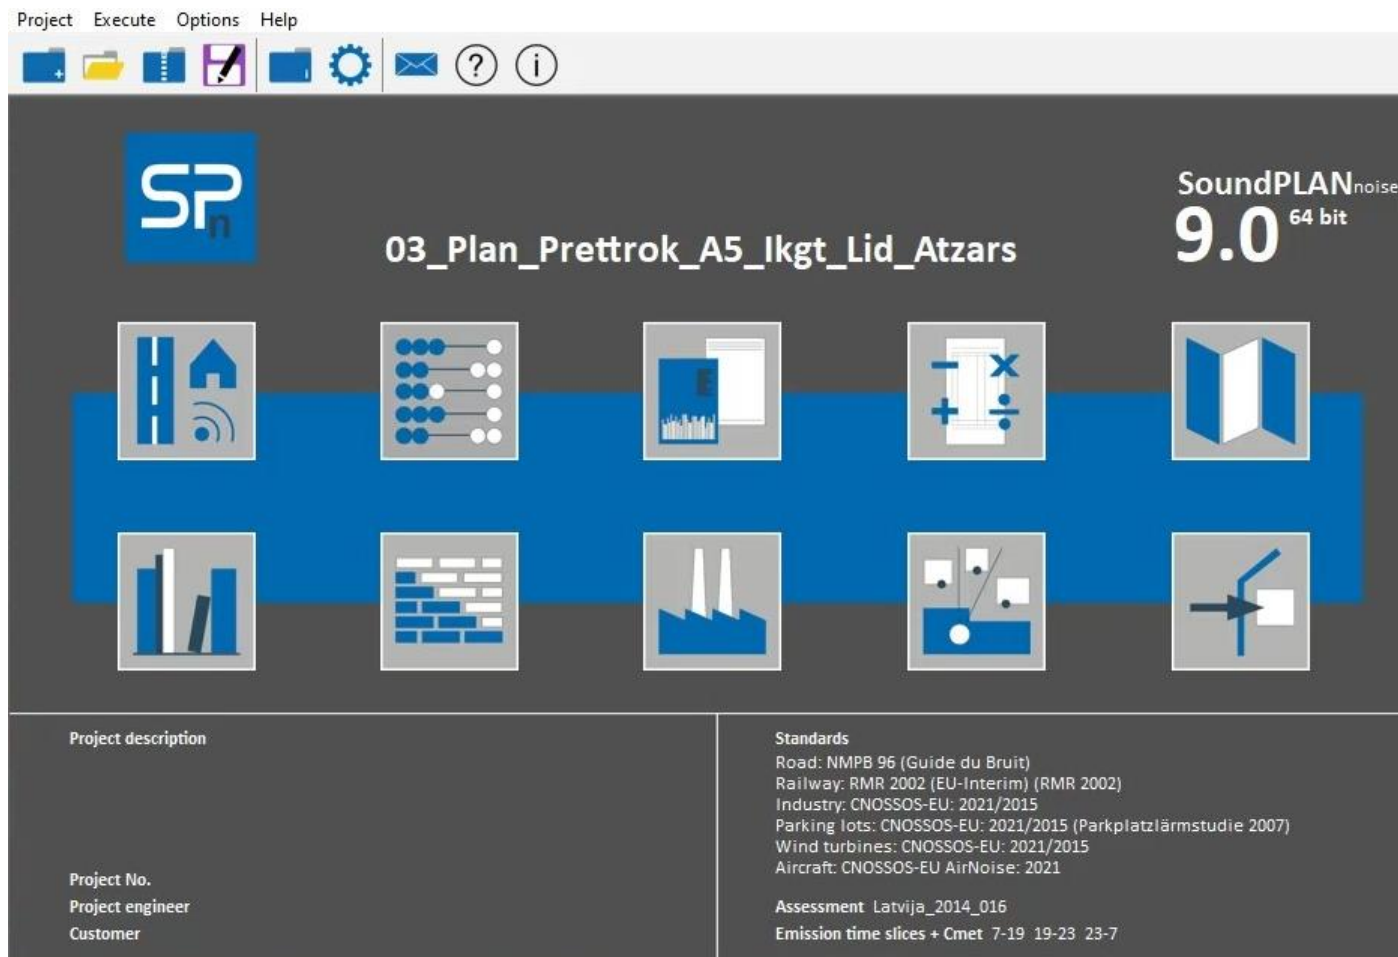 Project Execute Options Help
SPn
SoundPLANnoise
9.0 64 bit
03_Plan_Prettrok_A5_Ikgt_Lid_Atzars
Project description
Project No.
Project engineer
Customer
Standards
Road: NMPB 96 (Guide du Bruit)
Railway: RMR 2002 (EU-Interim) (RMR 2002)
Industry: CNOSSOS-EU: 2021/2015
Parking lots: CNOSSOS-EU: 2021/2015 (Parkplatzlärmstudie 2007)
Wind turbines: CNOSSOS-EU: 2021/2015
Aircraft: CNOSSOS-EU AirNoise: 2021
Assessment Latvija_2014_016
Emission time slices + Cmet 7-19 19-23 23-7